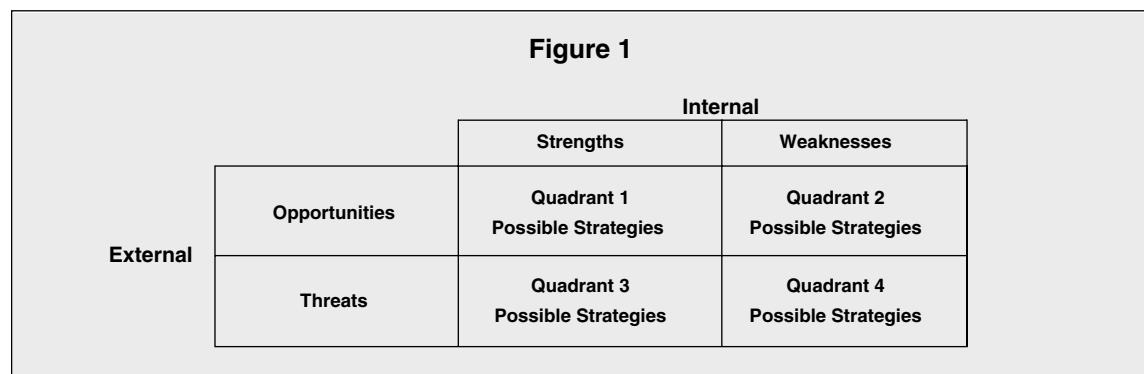 Figure 1
Internal
Strengths Weaknesses
Opportunities
Quadrant 1
Possible Strategies
Quadrant 2
Possible Strategies
External
Threats
Quadrant 3
Possible Strategies
Quadrant 4
Possible Strategies